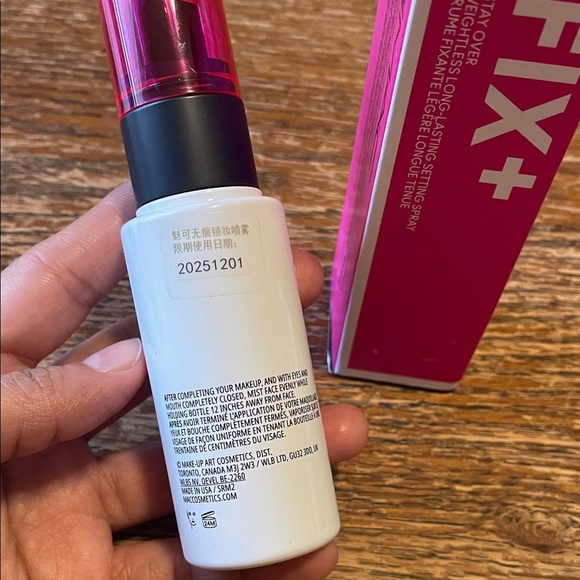 魅可无痕锁妆喷雾
限期使用日期:
20251201
AFTER COMPLETING YOUR MAKEUP, AND WITH EYES AND
MOUTH COMPLETELY CLOSED, MIST FACE EVENLY WHILE
HOLDING BOTTLE 12 INCHES AWAY FROM FACE.
APRÈS AVOIR TERMINÉ L'APPLICATION DE VOTRE MAQUILLAGE,
YEUX ET BOUCHE COMPLÈTEMENT FERMÉS, VAPORISER SUR
VISAGE DE FAÇON UNIFORME EN TENANT LA BOUTEILLE À
TRENTAINE DE CENTIMÈTRES DU VISAGE.
© MAKE-UP ART COSMETICS, DIST.
TORONTO, CANADA M3J 2W3 / WLB LTD, GU32 3DD, UK
WLBS NV, OEVEL BE-2260
MADE IN USA / SRM2
MACCOSMETICS.COM
24M
FIX+
STAY OVER
WEIGHTLESS LONG-LASTING SETTING SPRAY
BRUME FIXANTE LÉGÈRE LONGUE TENUE